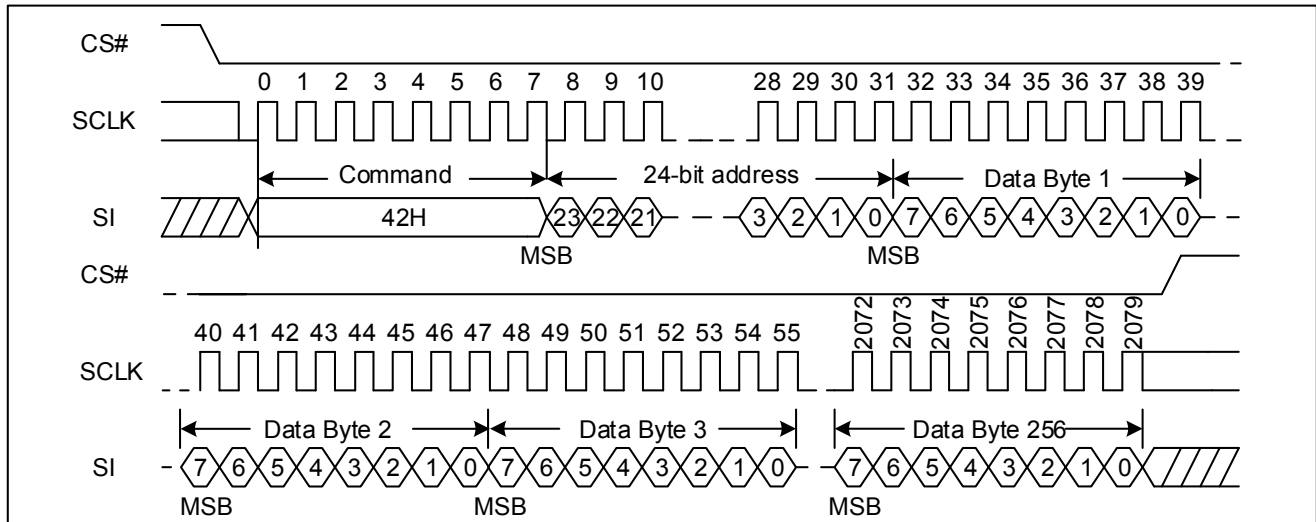 CS#
0 1 2 3 4 5 6 7 8 9 10 28 29 30 31 32 33 34 35 36 37 38 39
SCLK
Command 24-bit address Data Byte 1
SI 42H 23 22 21 3 2 1 0 7 6 5 4 3 2 1 0
MSB MSB
CS#
40 41 42 43 44 45 46 47 48 49 50 51 52 53 54 55 2072 2073 2074 2075 2076 2077 2078 2079
SCLK
Data Byte 2 Data Byte 3 Data Byte 256
SI 7 6 5 4 3 2 1 0 7 6 5 4 3 2 1 0 7 6 5 4 3 2 1 0
MSB MSB MSB